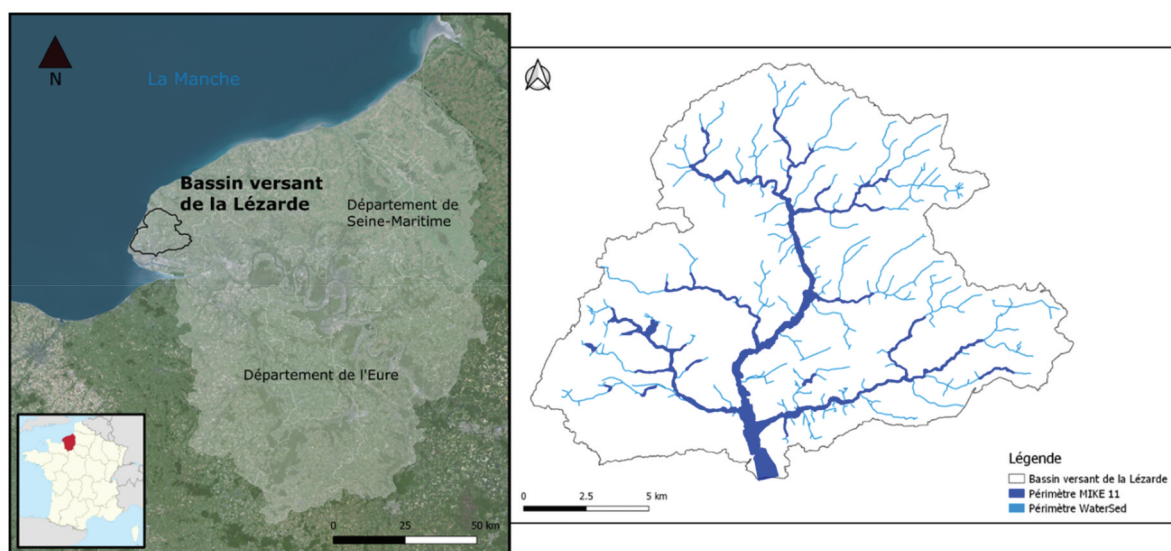 La Manche
N
Bassin versant
de la Lézarde
Département de
Seine-Maritime
Département de l'Eure
0 25 50 km
Légende
Bassin versant de la Lézarde
Périmètre MIKE 11
Périmètre WaterSed
0 2.5 5 km